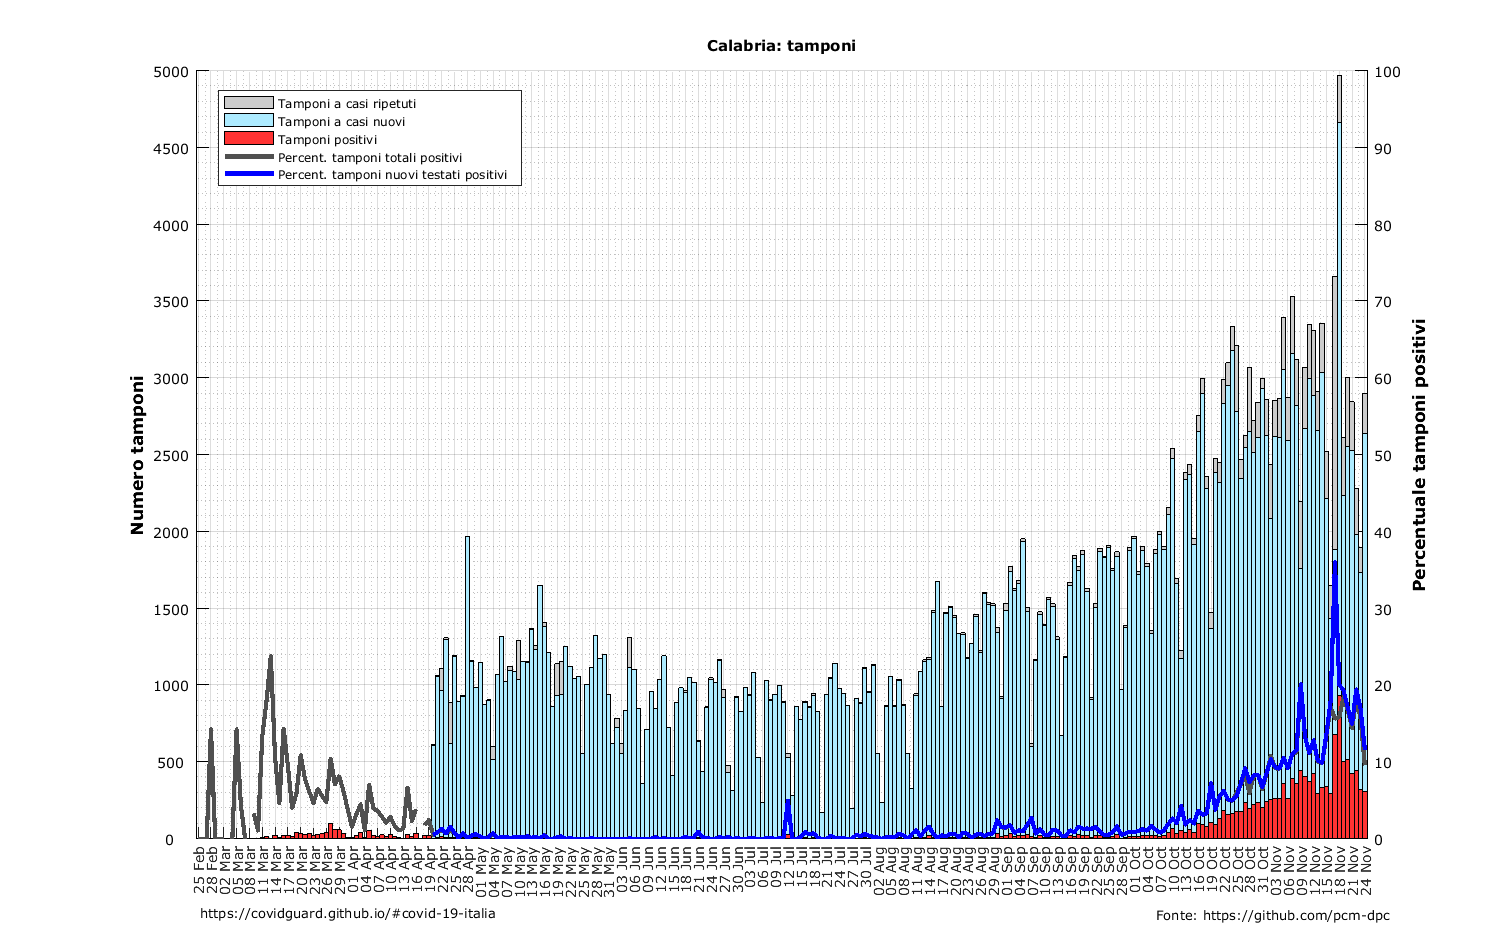 Calabria: tamponi
Tamponi a casi ripetuti
Tamponi a casi nuovi
Tamponi positivi
Percent. tamponi totali positivi
Percent. tamponi nuovi testati positivi
Numero tamponi
5000
4500
4000
3500
3000
2500
2000
1500
1000
500
0
Percentuale tamponi positivi
100
90
80
70
60
50
40
30
20
10
0
25 Feb
28 Feb
02 Mar
05 Mar
08 Mar
11 Mar
14 Mar
17 Mar
20 Mar
23 Mar
26 Mar
29 Mar
01 Apr
04 Apr
07 Apr
10 Apr
13 Apr
16 Apr
19 Apr
22 Apr
25 Apr
28 Apr
01 May
04 May
07 May
10 May
13 May
16 May
19 May
22 May
25 May
28 May
31 May
03 Jun
06 Jun
09 Jun
12 Jun
15 Jun
18 Jun
21 Jun
24 Jun
27 Jun
30 Jun
03 Jul
06 Jul
09 Jul
12 Jul
15 Jul
18 Jul
21 Jul
24 Jul
27 Jul
30 Jul
02 Aug
05 Aug
08 Aug
11 Aug
14 Aug
17 Aug
20 Aug
23 Aug
26 Aug
29 Aug
01 Sep
04 Sep
07 Sep
10 Sep
13 Sep
16 Sep
19 Sep
22 Sep
25 Sep
28 Sep
01 Oct
04 Oct
07 Oct
10 Oct
13 Oct
16 Oct
19 Oct
22 Oct
25 Oct
28 Oct
31 Oct
03 Nov
06 Nov
09 Nov
12 Nov
15 Nov
18 Nov
21 Nov
24 Nov
https://covidguard.github.io/#covid-19-italia
Fonte: https://github.com/pcm-dpc